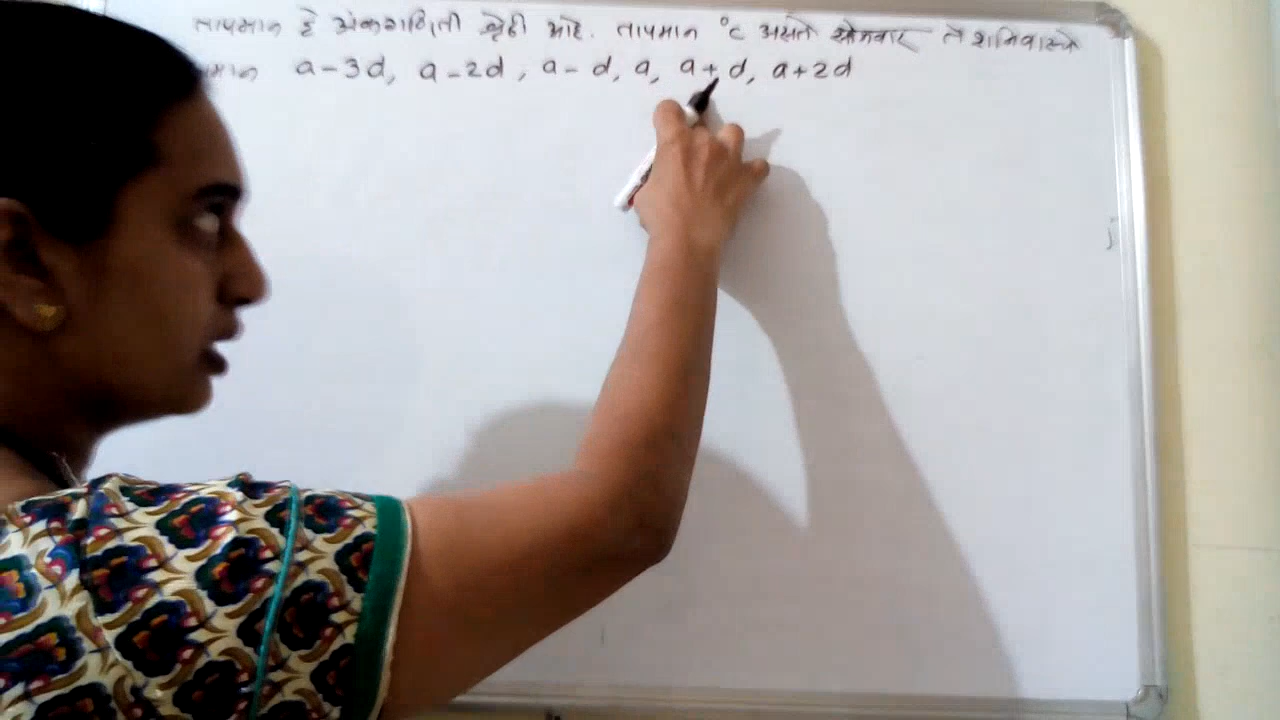 तापमान हे अंकगणिती श्रेढी आहे. तापमान °C असते सोमवार ते शनिवारचे
मान a-3d, a-2d, a-d, a, a+d, a+2d